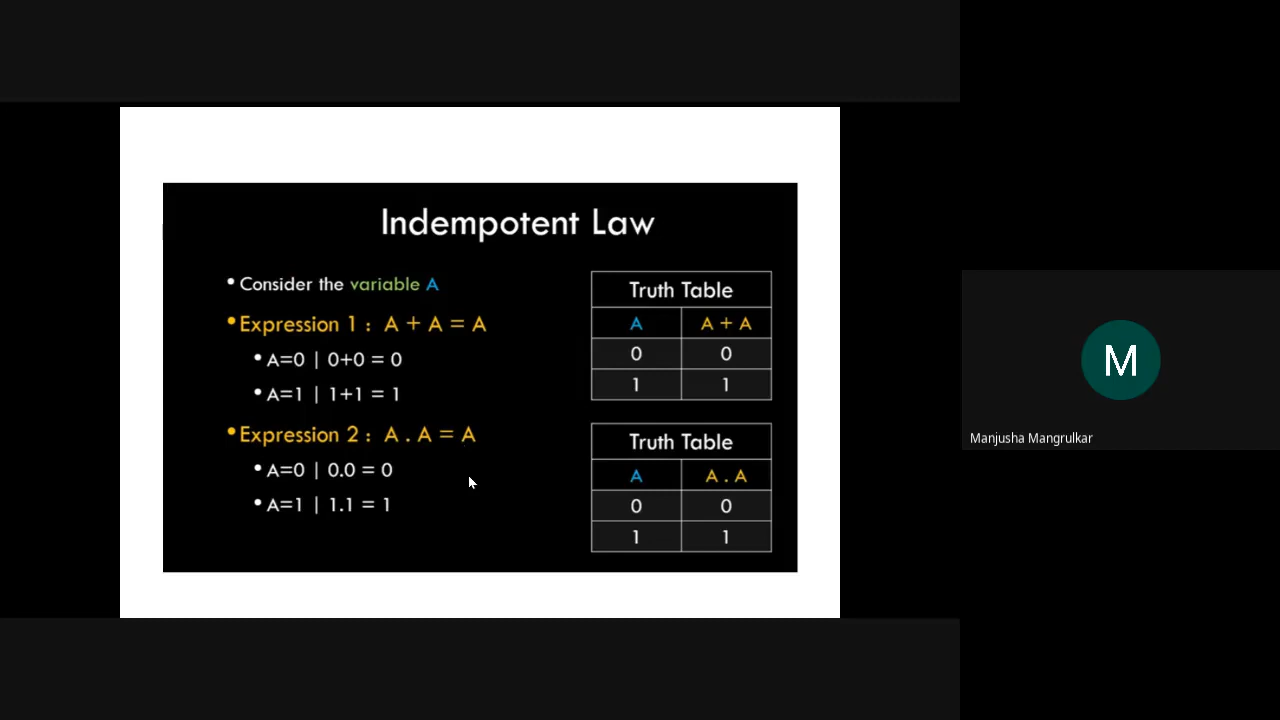 Indempotent Law
• Consider the variable A
• Expression 1 : A + A = A
• A=0 | 0+0 = 0
• A=1 | 1+1 = 1
• Expression 2 : A . A = A
• A=0 | 0.0 = 0
• A=1 | 1.1 = 1
Truth Table
A A + A
0 0
1 1
Truth Table
A A . A
0 0
1 1
M
Manjusha Mangrulkar